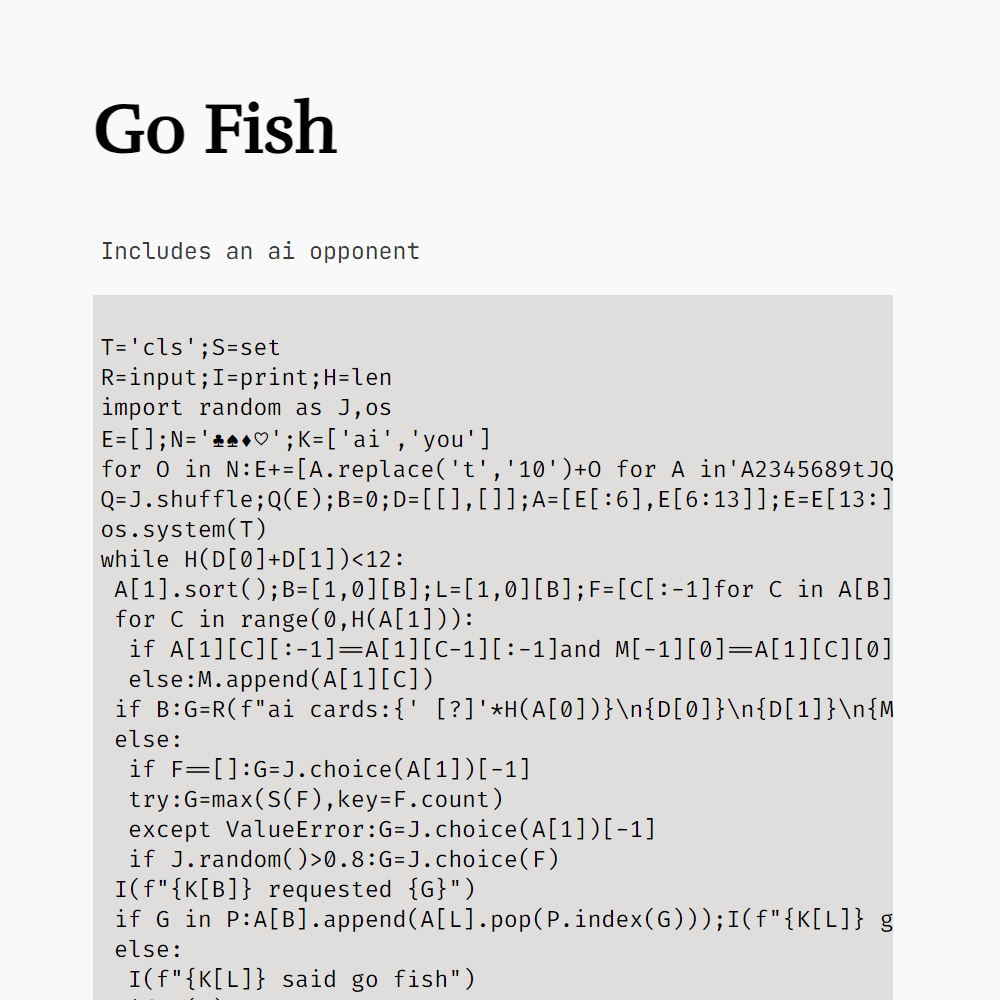 Go Fish
Includes an ai opponent
T='cls';S=set
R=input;I=print;H=len
import random as J,os
E=[];N='♣♠♦♡';K=['ai','you']
for O in N:E+=[A.replace('t','10')+O for A in'A2345689tJQ
Q=J.shuffle;Q(E);B=0;D=[[],[]];A=[E[:6],E[6:13]];E=E[13:]
os.system(T)
while H(D[0]+D[1])<12:
 A[1].sort();B=[1,0][B];L=[1,0][B];F=[C[:-1]for C in A[B]
 for C in range(0,H(A[1])):
  if A[1][C][:-1]==A[1][C-1][:-1]and M[-1][0]==A[1][C][0]
  else:M.append(A[1][C])
 if B:G=R(f"ai cards:{' [?]'*H(A[0])}\n{D[0]}\n{D[1]}\n{M
 else:
  if F==[]:G=J.choice(A[1])[-1]
  try:G=max(S(F),key=F.count)
  except ValueError:G=J.choice(A[1])[-1]
  if J.random()>0.8:G=J.choice(F)
 I(f"{K[B]} requested {G}")
 if G in P:A[B].append(A[L].pop(P.index(G)));I(f"{K[L]} g
 else:
  I(f"{K[L]} said go fish")